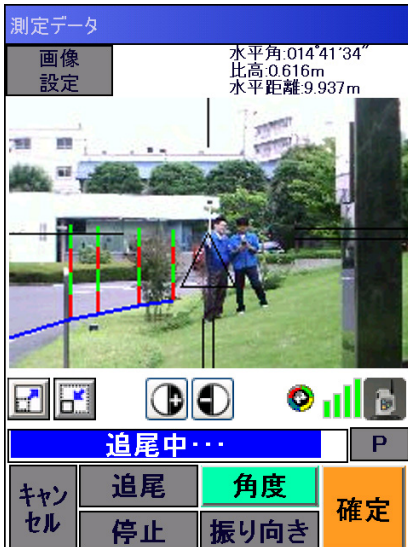 測定データ
画像
設定
水平角:014ﾟ41'34"
比高:0.616m
水平距離:9.937m
追尾中･･･
P
キャン
セル
追尾
角度
確定
停止
振り向き